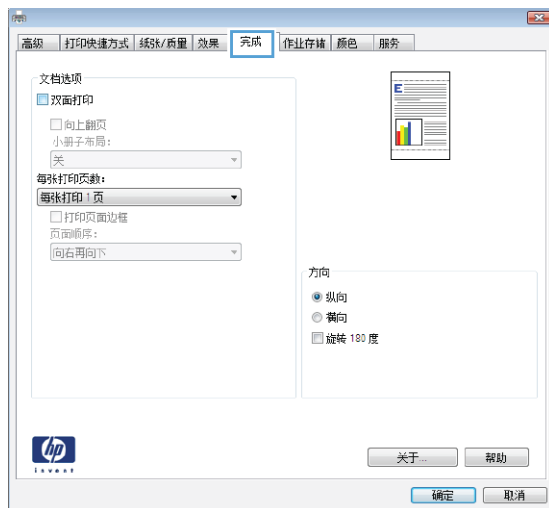 高级 打印快捷方式 纸张/质量 效果 完成 作业存储 颜色 服务
文档选项
双面打印
向上翻页
小册子布局：
关
每张打印页数：
每张打印 1 页
打印页面边框
页面顺序：
向右再向下
E
方向
纵向
横向
旋转 180 度
hp
invent
关于...
帮助
确定
取消